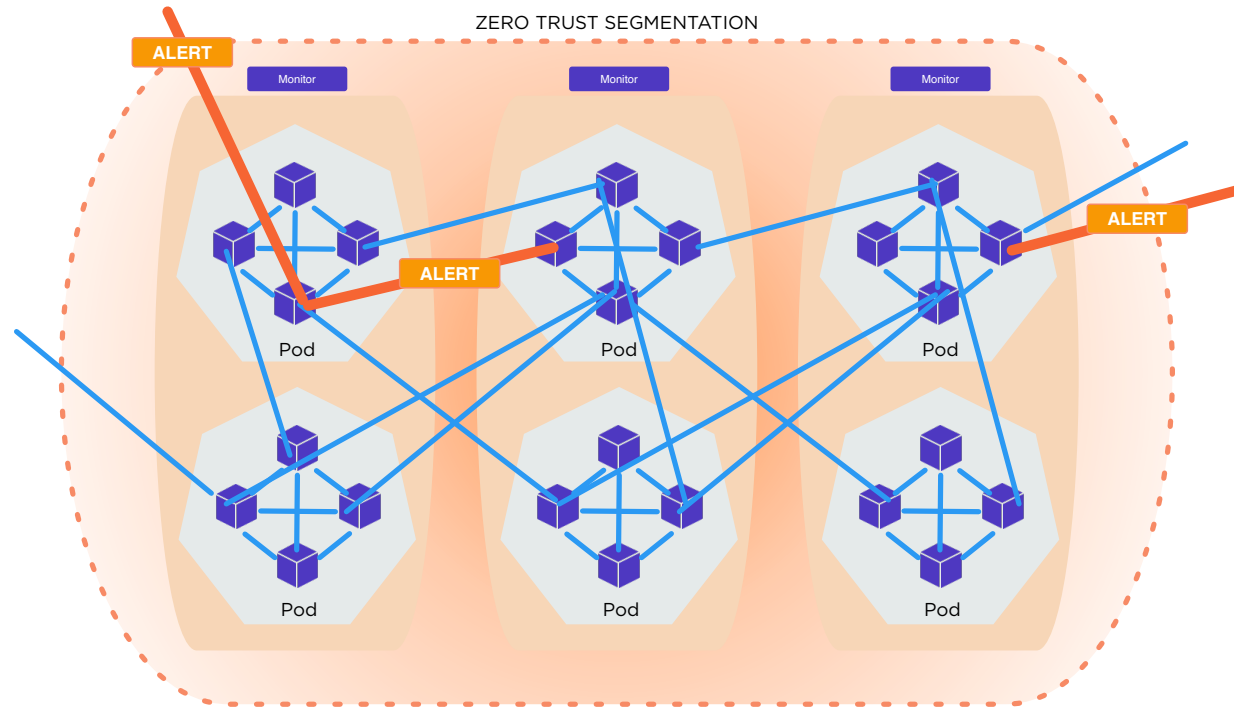 ZERO TRUST SEGMENTATION
ALERT
Monitor
Monitor
Monitor
ALERT
ALERT
Pod
Pod
Pod
Pod
Pod
Pod